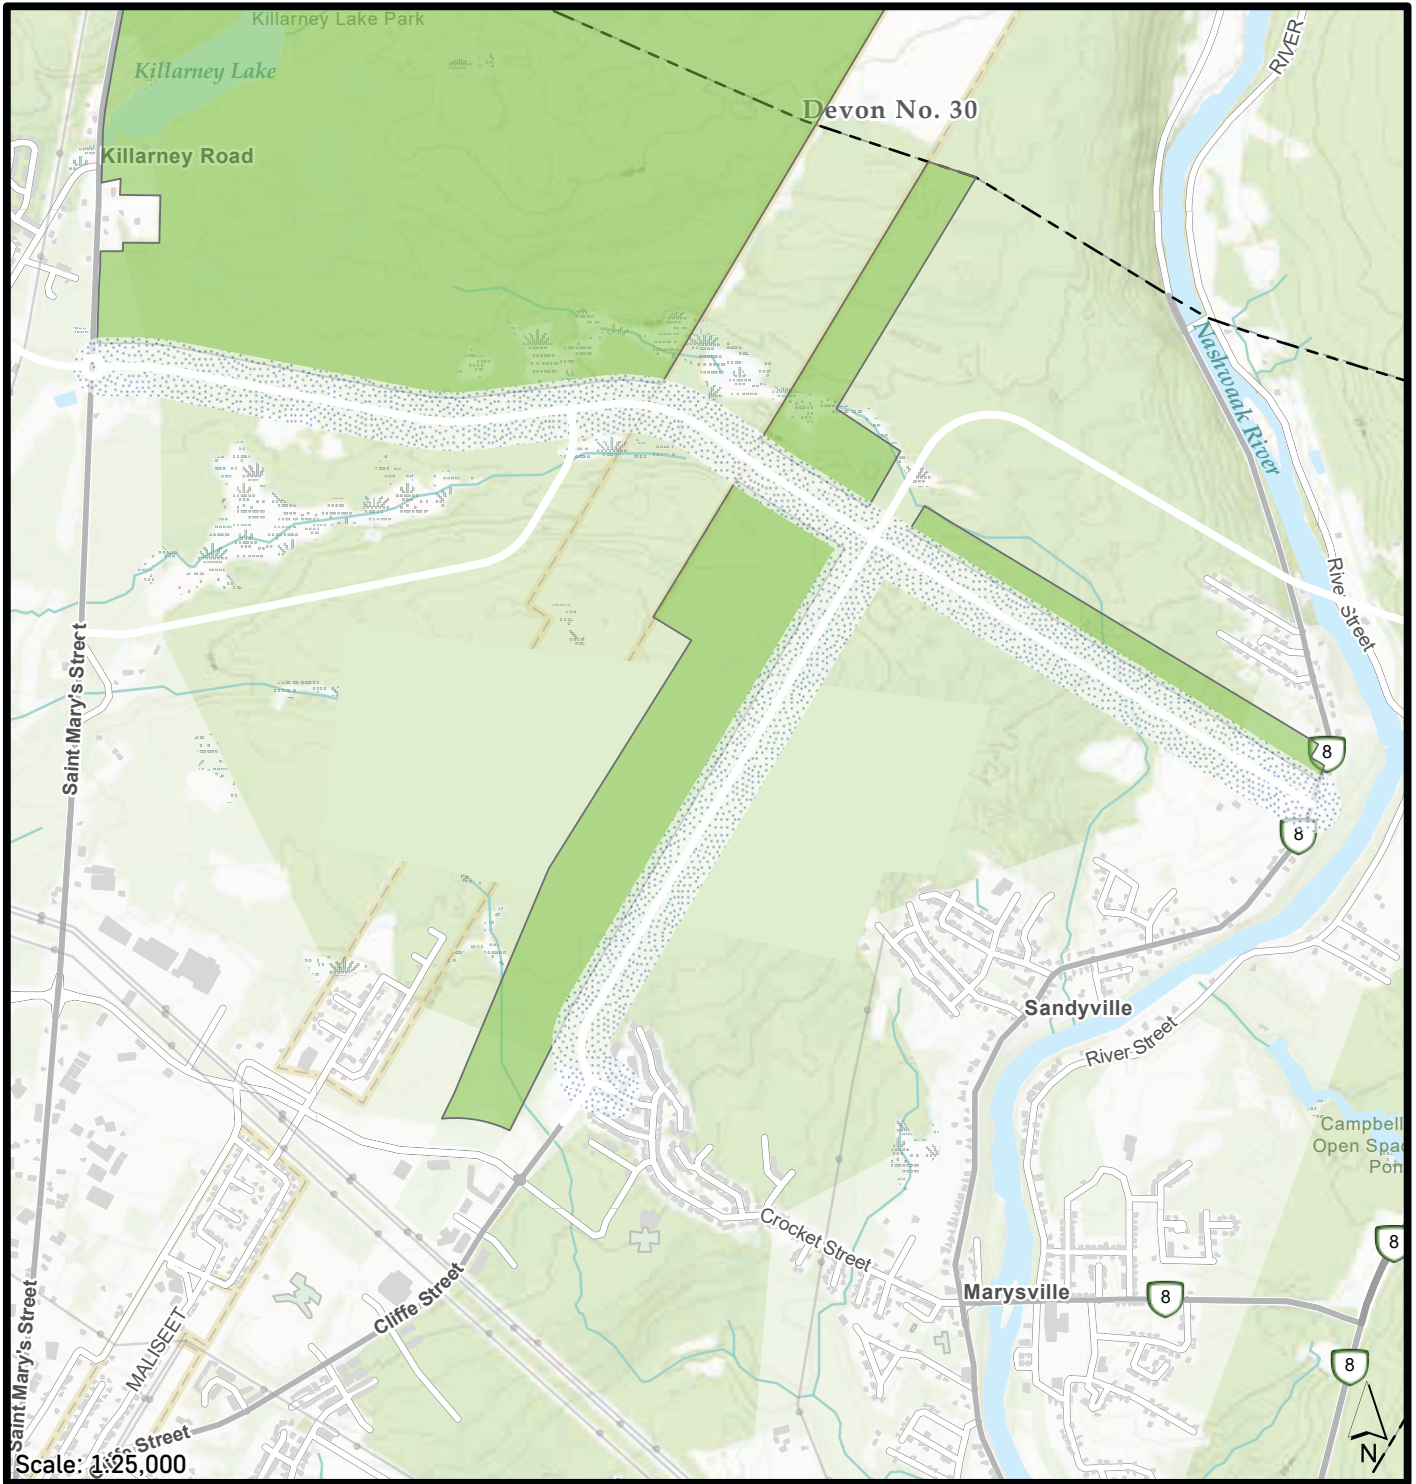 Killarney Lake Park
Killarney Lake
RIVER
Devon No. 30
Killarney Road
Nashwaak River
River Street
Saint Mary's Street
8
8
Sandyville
River Street
Campbell
Open Spa
Pon
Crocket Street
8
Marysville
8
Cliffe Street
8
MALISEET
Saint Mary's Street
Cliffe Street
Scale: 1:25,000
N